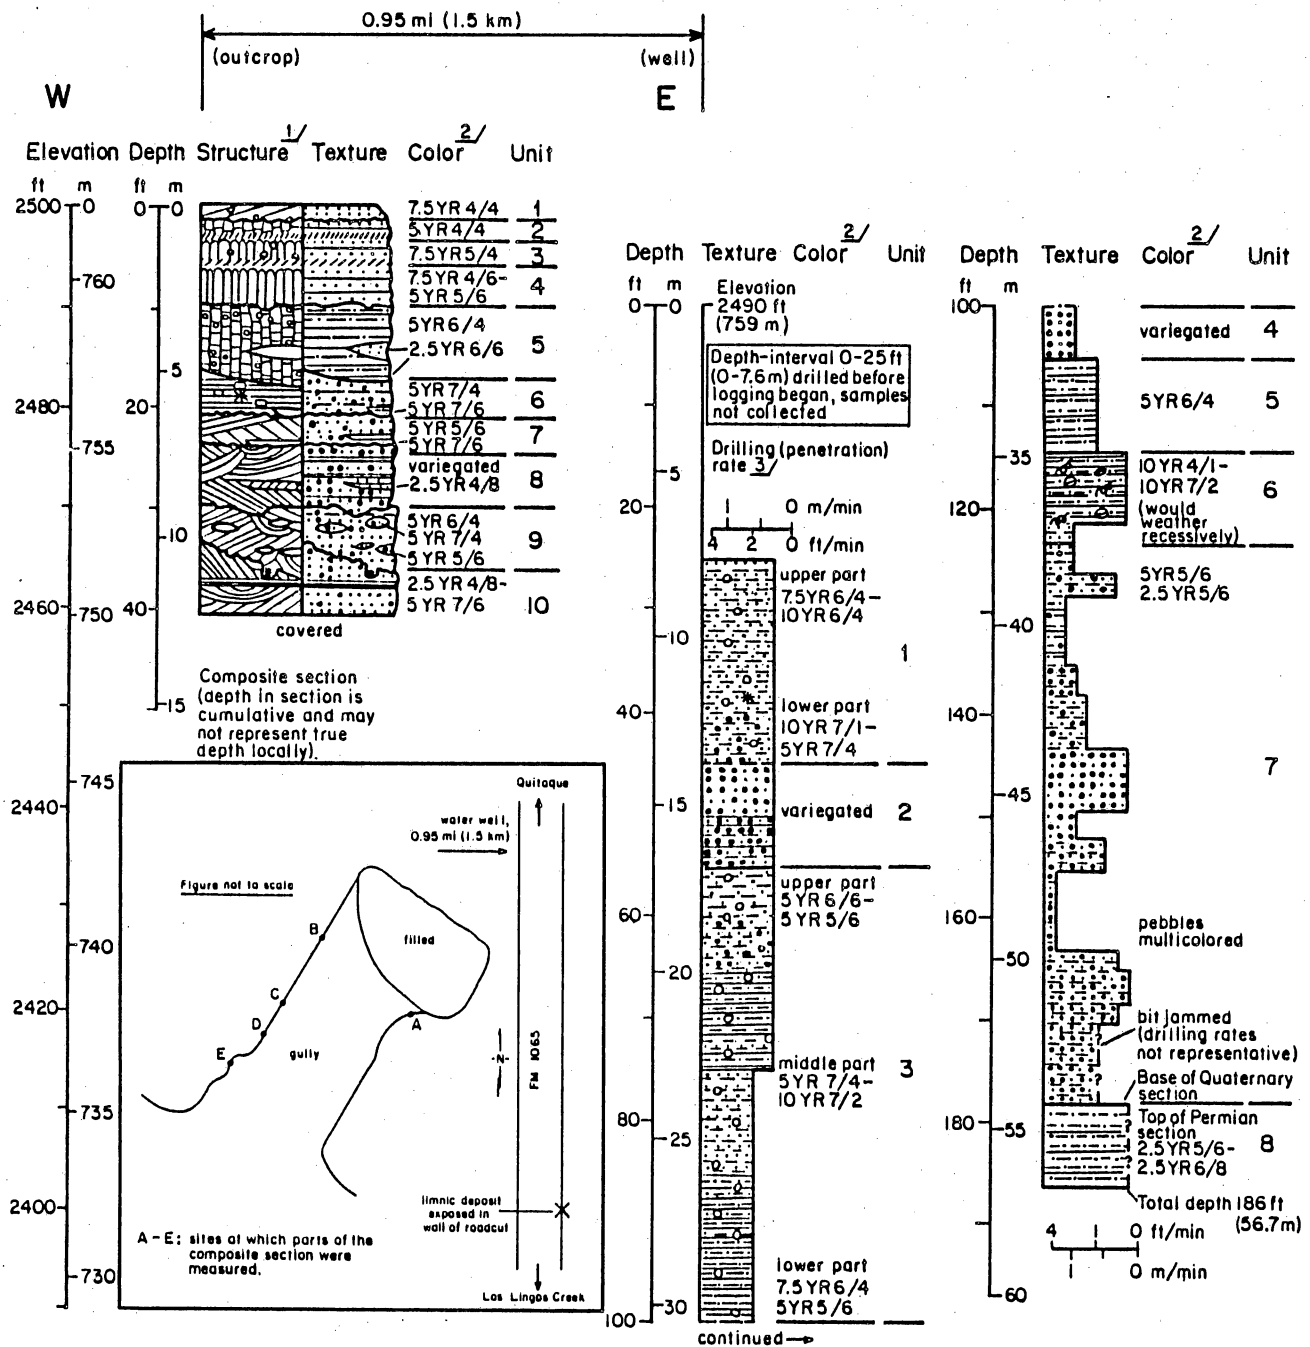 0.95 mi (1.5 km)
(outcrop)
(well)
W
E
Elevation Depth Structure 1/ Texture Color 2/ Unit
ft m
ft m
2500 0
0 0
760
2480
755
2460
750
745
2440
740
2420
735
2400
730
5
20
10
40
15
7.5YR 4/4 1
5YR 4/4 2
7.5YR 5/4 3
7.5YR 4/6-
5YR 5/6
4
5YR 6/4
2.5YR 6/6
5
5YR 7/4
5YR 7/6
6
5YR 5/6
5YR 7/6
7
variegated
2.5YR 4/8
8
5YR 6/4
5YR 7/4
5YR 5/6
9
2.5YR 4/8-
5YR 7/6
10
covered
Composite section
(depth in section is
cumulative and may
not represent true
depth locally).
Quitaque
water well,
0.95 mi (1.5 km)
Figure not to scale
filled
B
C
D
E
A
gully
-N-
FM 1065
limnic deposit
exposed in
wall of roadcut
A-E: sites at which parts of the
composite section were
measured.
Los Lingos Creek
Depth Texture Color 2/ Unit
ft m
0 0
5
20
10
40
15
60
20
80
25
100 30
Elevation
2490 ft
(759 m)
Depth-interval 0-25 ft
(0-7.6m) drilled before
logging began, samples
not collected
Drilling (penetration)
rate 3/
1 0 m/min
4 2 0 ft/min
upper part
7.5YR 6/4-
10YR 6/4
1
lower part
10YR 7/1-
5YR 7/4
variegated 2
upper part
5YR 6/6-
5YR 5/6
middle part
5YR 7/4-
10YR 7/2
3
lower part
7.5YR 6/4
5YR 5/6
continued
Depth Texture Color 2/ Unit
ft m
100
35
120
40
140
45
160
50
180
55
60
variegated 4
5YR 6/4 5
10YR 4/1-
10YR 7/2
(would
weather
recessively)
6
5YR 5/6
2.5YR 5/6
7
pebbles
multicolored
bit jammed
(drilling rates
not representative)
Base of Quaternary
section
Top of Permian
section
2.5YR 5/6-
2.5YR 6/8
8
Total depth 186 ft
(56.7m)
4 1 0 ft/min
1 0 m/min